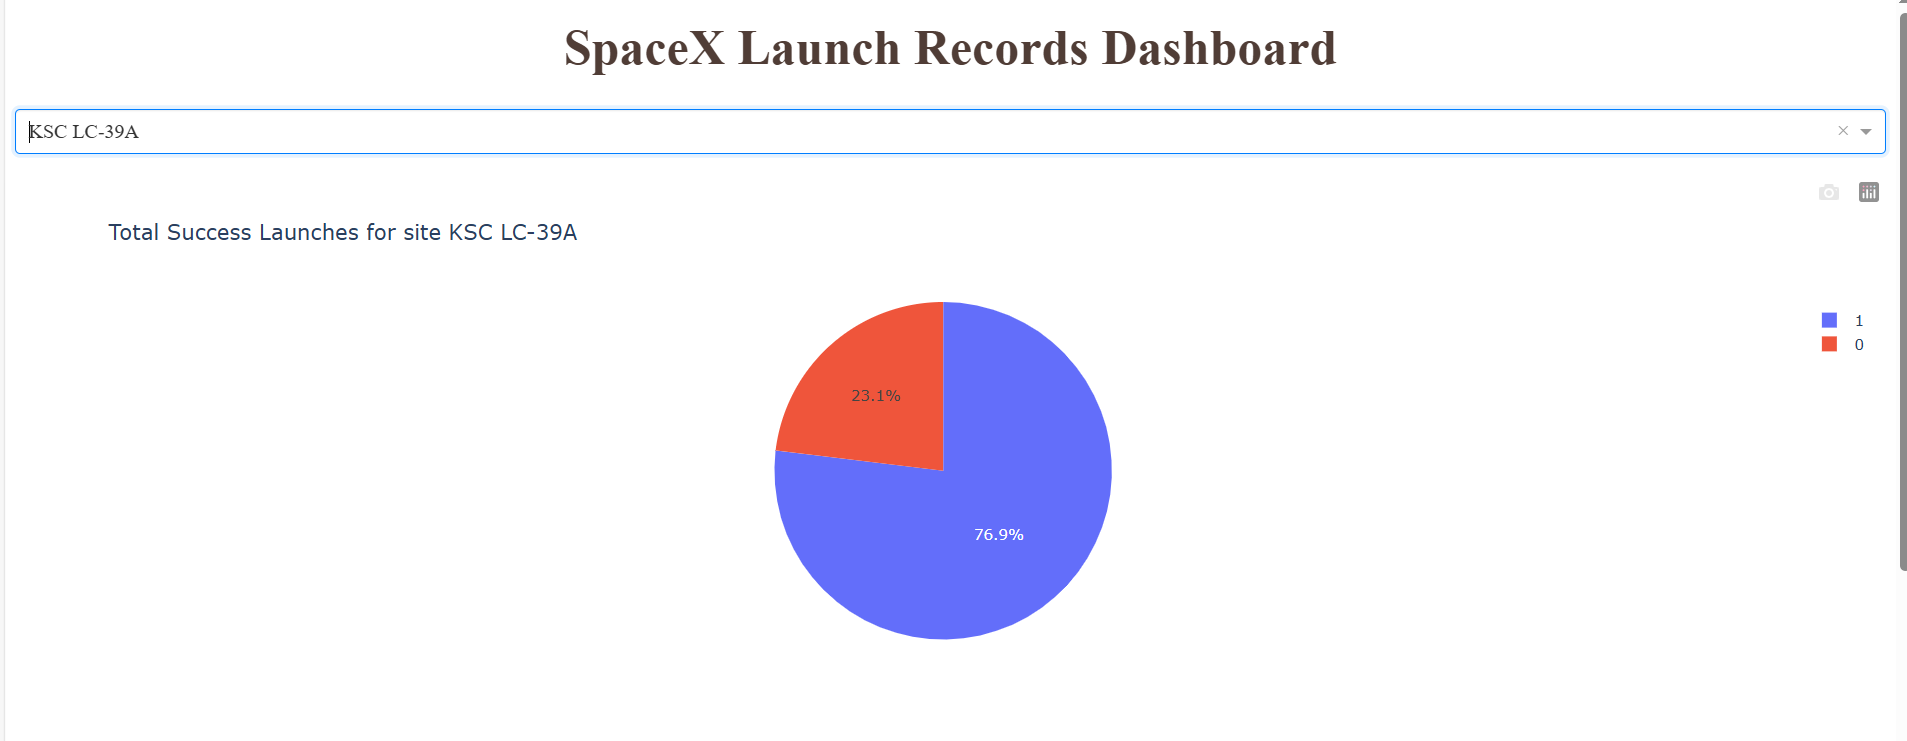 SpaceX Launch Records Dashboard
KSC LC-39A
Total Success Launches for site KSC LC-39A
1
0
23.1%
76.9%